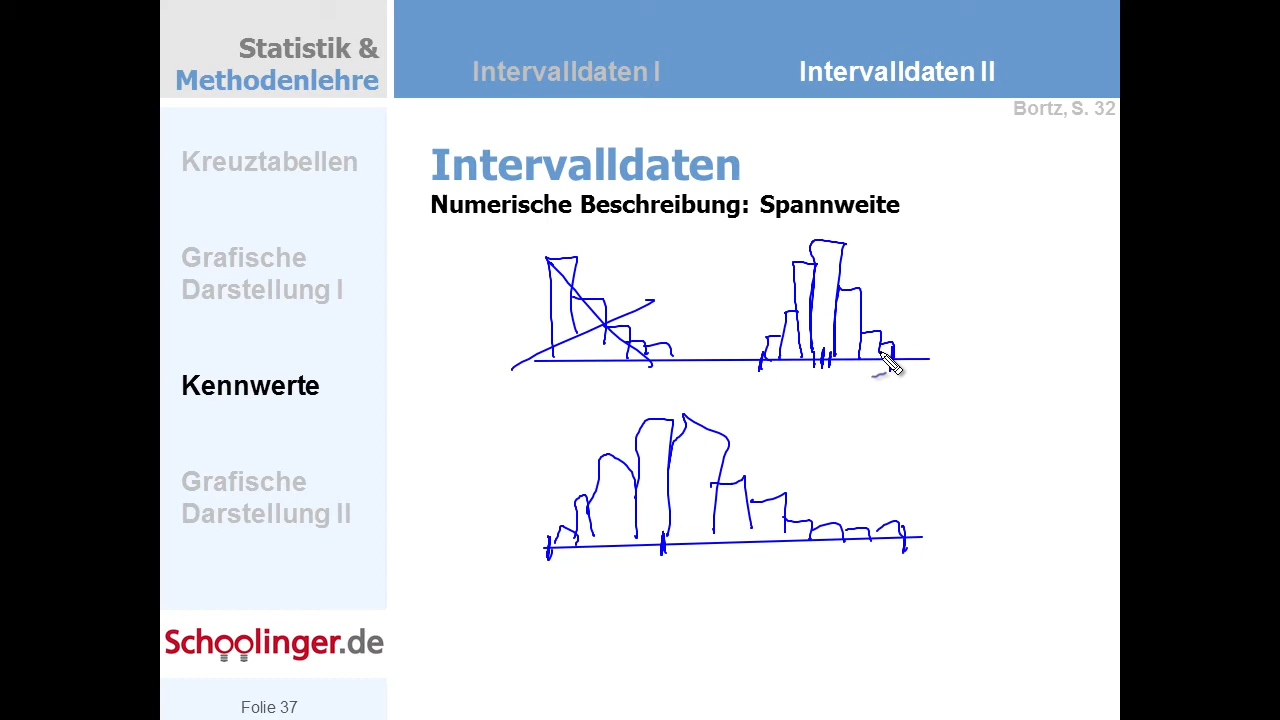 Statistik &
Methodenlehre
Intervalldaten I
Intervalldaten II
Bortz, S. 32
Kreuztabellen
Grafische
Darstellung I
Kennwerte
Grafische
Darstellung II
Intervalldaten
Numerische Beschreibung: Spannweite
Schoolinger.de
Folie 37